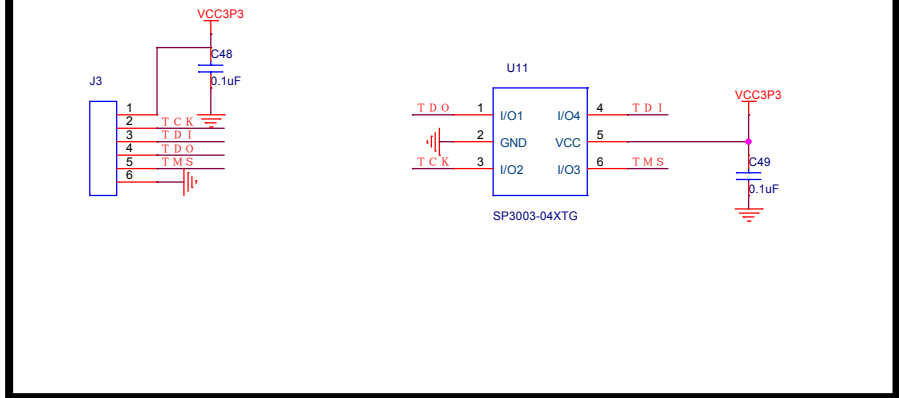 VCC3P3
C48
0.1uF
J3
1
2 TCK
3 TDI
4 TDO
5 TMS
6
U11
TDO 1 I/O1 I/O4 4 TDI
2 GND VCC 5
TCK 3 I/O2 I/O3 6 TMS
SP3003-04XTG
VCC3P3
C49
0.1uF